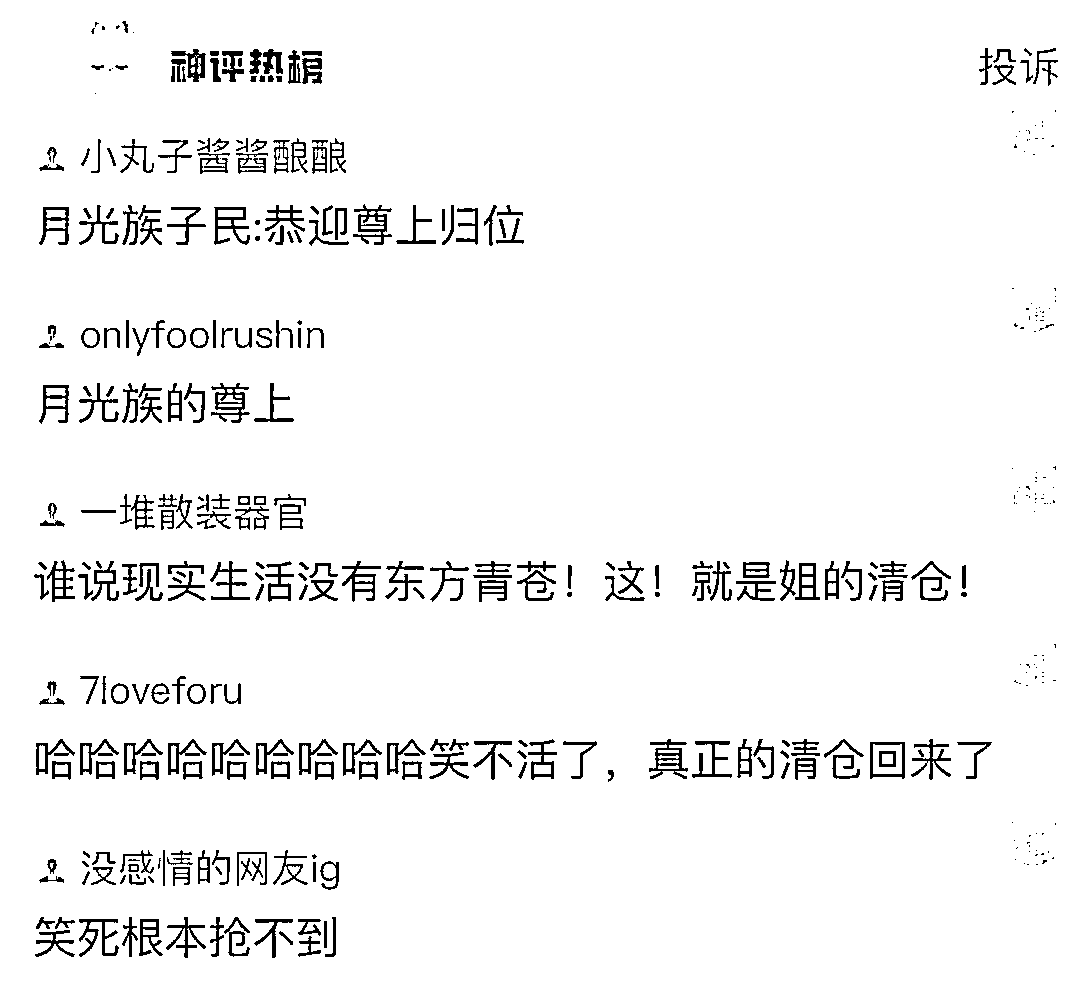 神评热榜 投诉
小丸子酱酱酿酿
月光族子民:恭迎尊上归位
onlyfoolrushin
月光族的尊上
一堆散装器官
谁说现实生活没有东方青苍！这！就是姐的清仓！
7loveforu
哈哈哈哈哈哈哈哈哈笑不活了，真正的清仓回来了
没感情的网友ig
笑死根本抢不到